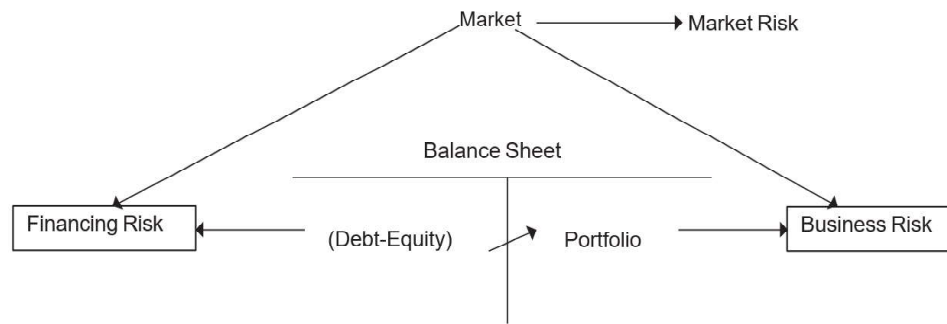 Market
Market Risk
Balance Sheet
Financing Risk
(Debt-Equity)
Portfolio
Business Risk